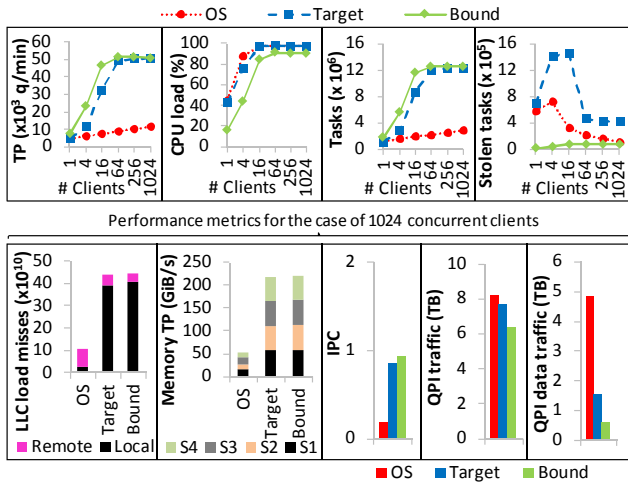 OS Target Bound
TP (x10³ q/min)
60
50
40
30
20
10
0
1 4 16 64 256 1024
# Clients
CPU load (%)
100
80
60
40
20
0
1 4 16 64 256 1024
# Clients
Tasks (x 10⁶)
16
12
8
4
0
1 4 16 64 256 1024
# Clients
Stolen tasks (x 10⁵)
16
12
8
4
0
1 4 16 64 256 1024
# Clients
Performance metrics for the case of 1024 concurrent clients
LLC load misses (x10¹⁰)
50
40
30
20
10
0
OS Target Bound
Remote Local
Memory TP (GiB/s)
250
200
150
100
50
0
OS Target Bound
S4 S3 S2 S1
IPC
2
1
0
QPI traffic (TB)
10
8
6
4
2
0
QPI data traffic (TB)
6
5
4
3
2
1
0
OS Target Bound